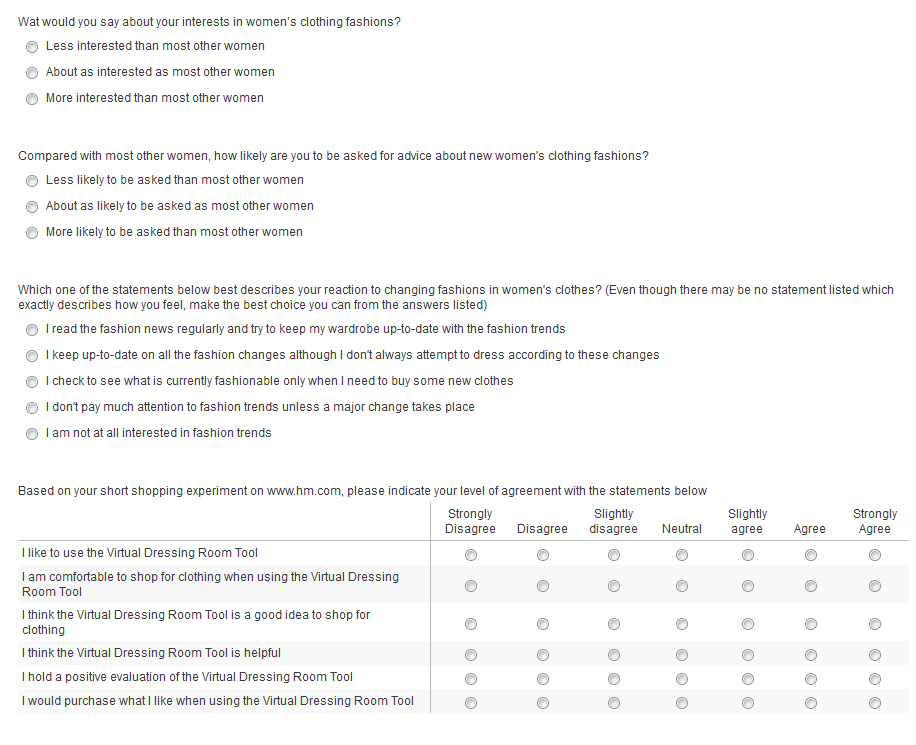 Wat would you say about your interests in women's clothing fashions?
Less interested than most other women
About as interested as most other women
More interested than most other women
Compared with most other women, how likely are you to be asked for advice about new women's clothing fashions?
Less likely to be asked than most other women
About as likely to be asked as most other women
More likely to be asked than most other women
Which one of the statements below best describes your reaction to changing fashions in women's clothes? (Even though there may be no statement listed which
exactly describes how you feel, make the best choice you can from the answers listed)
I read the fashion news regularly and try to keep my wardrobe up-to-date with the fashion trends
I keep up-to-date on all the fashion changes although I don't always attempt to dress according to these changes
I check to see what is currently fashionable only when I need to buy some new clothes
I don't pay much attention to fashion trends unless a major change takes place
I am not at all interested in fashion trends
Based on your short shopping experiment on www.hm.com, please indicate your level of agreement with the statements below
Strongly Slightly Slightly Strongly
Disagree Disagree disagree Neutral agree Agree Agree
I like to use the Virtual Dressing Room Tool
I am comfortable to shop for clothing when using the Virtual Dressing
Room Tool
I think the Virtual Dressing Room Tool is a good idea to shop for
clothing
I think the Virtual Dressing Room Tool is helpful
I hold a positive evaluation of the Virtual Dressing Room Tool
I would purchase what I like when using the Virtual Dressing Room Tool